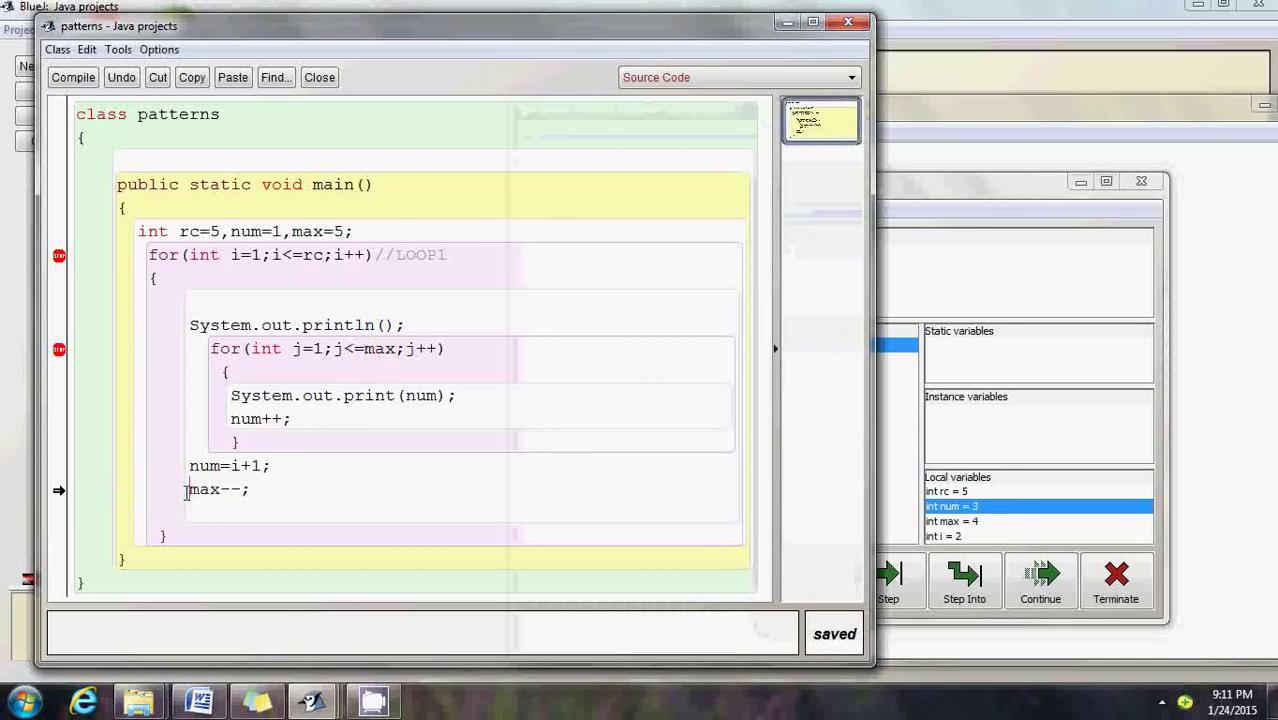 BlueJ: Java projects
Proje
Ne
patterns - Java projects
Class Edit Tools Options
Compile Undo Cut Copy Paste Find... Close
Source Code
class patterns
{
public static void main()
{
int rc=5,num=1,max=5;
for(int i=1;i<=rc;i++)//LOOP1
{
System.out.println();
for(int j=1;j<=max;j++)
{
System.out.print(num);
num++;
}
num=i+1;
max--;
}
}
}
saved
STOP
STOP
Static variables
Instance variables
Local variables
int rc = 5
int num = 3
int max = 4
int i = 2
Step Step Into Continue Terminate
9:11 PM
1/24/2015